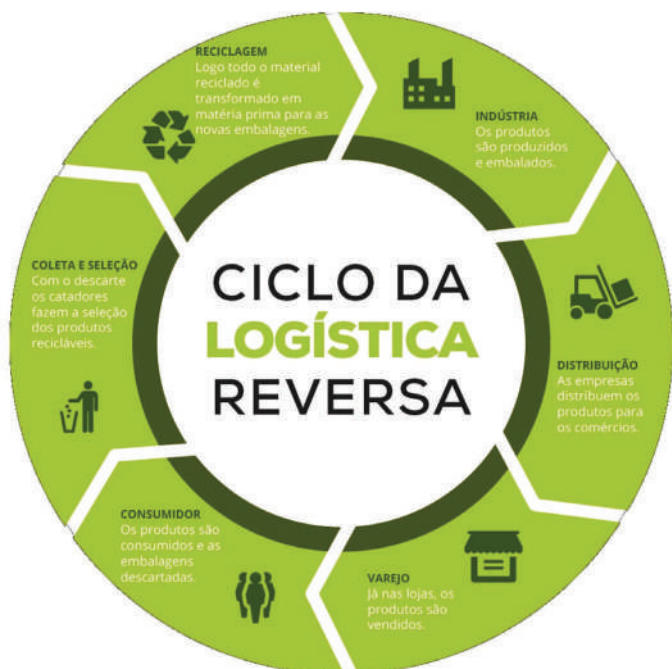 CICLO DA
LOGÍSTICA
REVERSA
INDÚSTRIA
Os produtos
são produzidos
e embalados.
DISTRIBUIÇÃO
As empresas
distribuem os
produtos para
os comércios.
VAREJO
Já nas lojas, os
produtos são
vendidos.
CONSUMIDOR
Os produtos são
consumidos e as
embalagens
descartadas.
COLETA E SELEÇÃO
Com o descarte
os catadores
fazem a seleção
dos produtos
recicláveis.
RECICLAGEM
Logo todo o material
reciclado é
transformado em
matéria prima para as
novas embalagens.